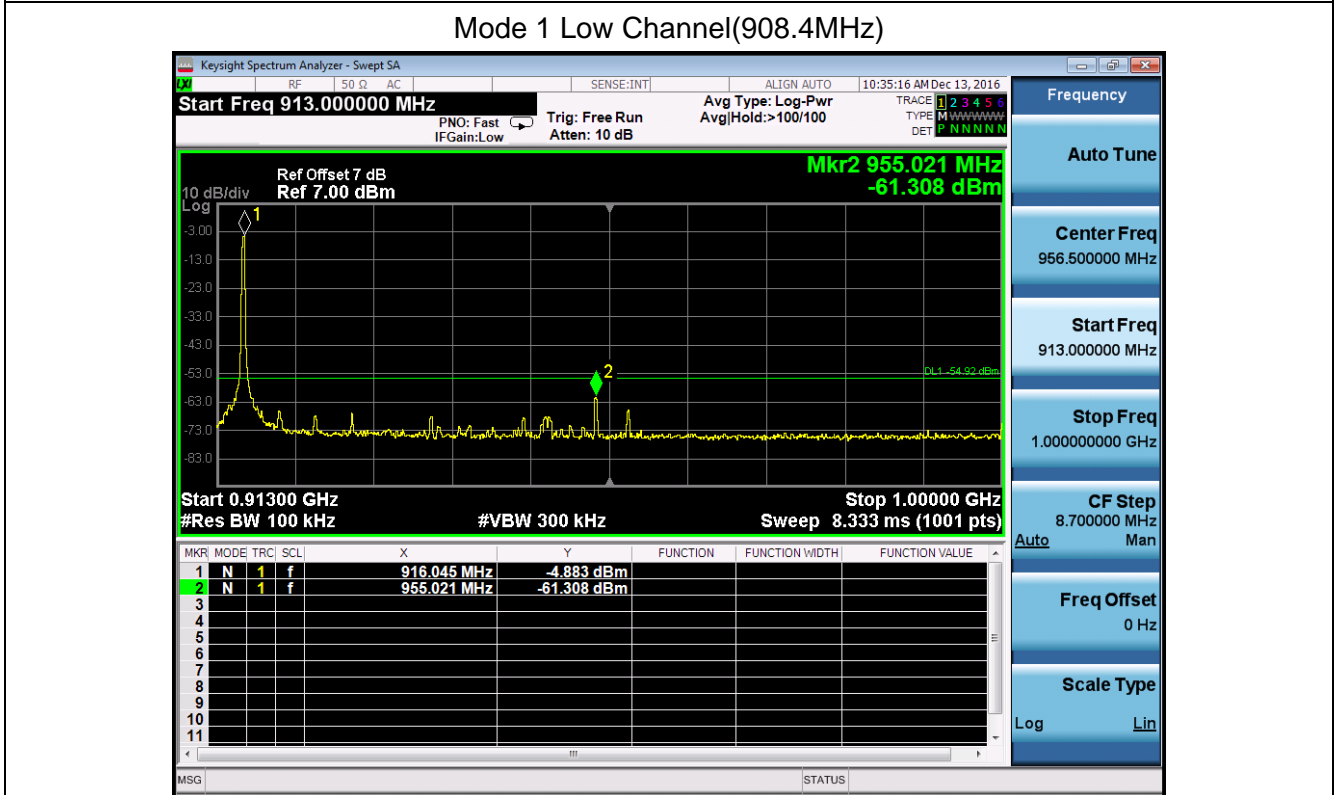 Mode 1 Low Channel(908.4MHz)
Keysight Spectrum Analyzer - Swept SA
LXI RF 50 Ω AC SENSE:INT ALIGN AUTO 10:35:16 AM Dec 13, 2016
Start Freq 913.000000 MHz
PNO: Fast
IFGain:Low
Trig: Free Run
Atten: 10 dB
Avg Type: Log-Pwr
Avg|Hold:>100/100
TRACE 1 2 3 4 5 6
TYPE M WWWWW
DET P N N N N N
Mkr2 955.021 MHz
-61.308 dBm
Ref Offset 7 dB
10 dB/div Ref 7.00 dBm
Log
1
-3.00
-13.0
-23.0
-33.0
-43.0
-53.0
DL1 -54.92 dBm
2
-63.0
-73.0
-83.0
Start 0.91300 GHz Stop 1.00000 GHz
#Res BW 100 kHz #VBW 300 kHz Sweep 8.333 ms (1001 pts)
MKR MODE TRC SCL X Y FUNCTION FUNCTION WIDTH FUNCTION VALUE
1 N 1 f 916.045 MHz -4.883 dBm
2 N 1 f 955.021 MHz -61.308 dBm
3
4
5
6
7
8
9
10
11
MSG STATUS
Frequency
Auto Tune
Center Freq
956.500000 MHz
Start Freq
913.000000 MHz
Stop Freq
1.000000000 GHz
CF Step
8.700000 MHz
Auto Man
Freq Offset
0 Hz
Scale Type
Log Lin